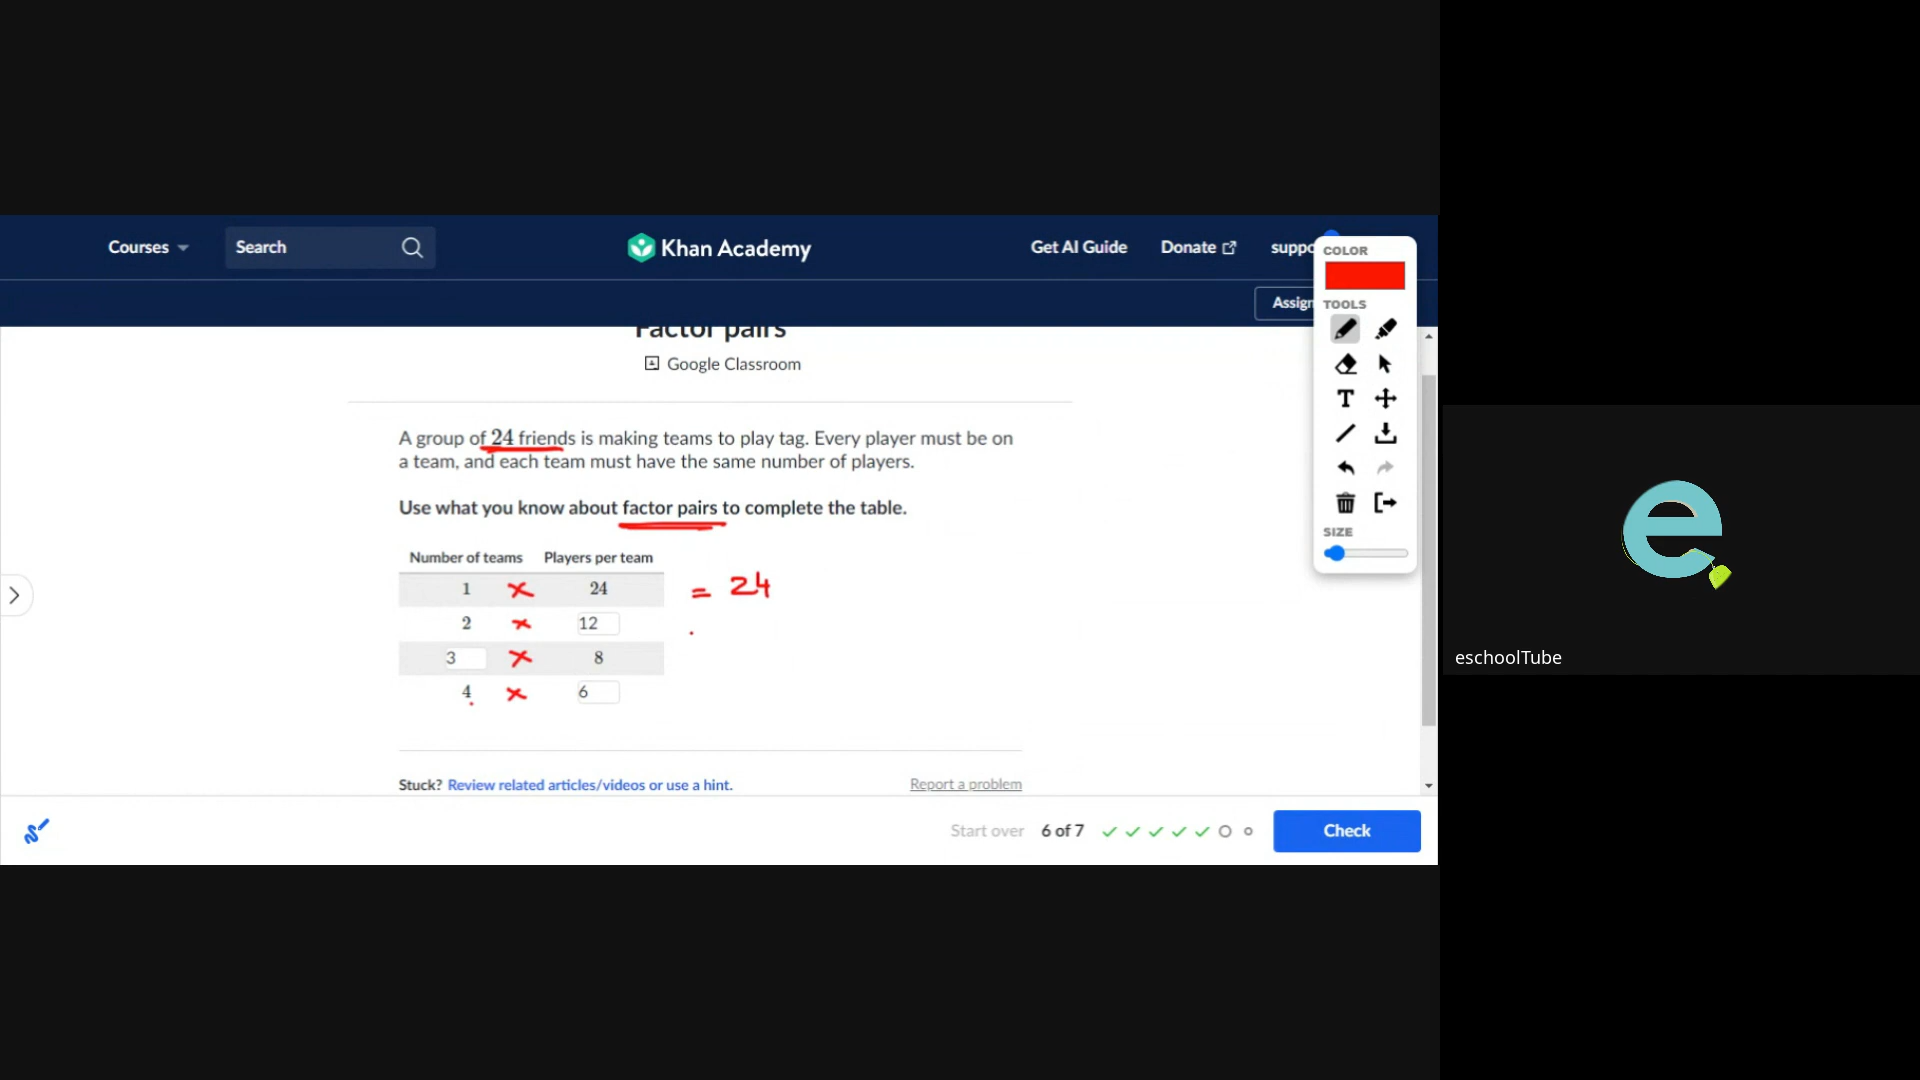 Courses
Search
Khan Academy
Get AI Guide
Donate
suppo
Assign
COLOR
TOOLS
SIZE
Factor pairs
Google Classroom
A group of 24 friends is making teams to play tag. Every player must be on
a team, and each team must have the same number of players.
Use what you know about factor pairs to complete the table.
Number of teams Players per team
1 × 24 = 24
2 × 12
3 × 8
4 × 6
Stuck? Review related articles/videos or use a hint.
Report a problem
Start over 6 of 7
Check
eschoolTube